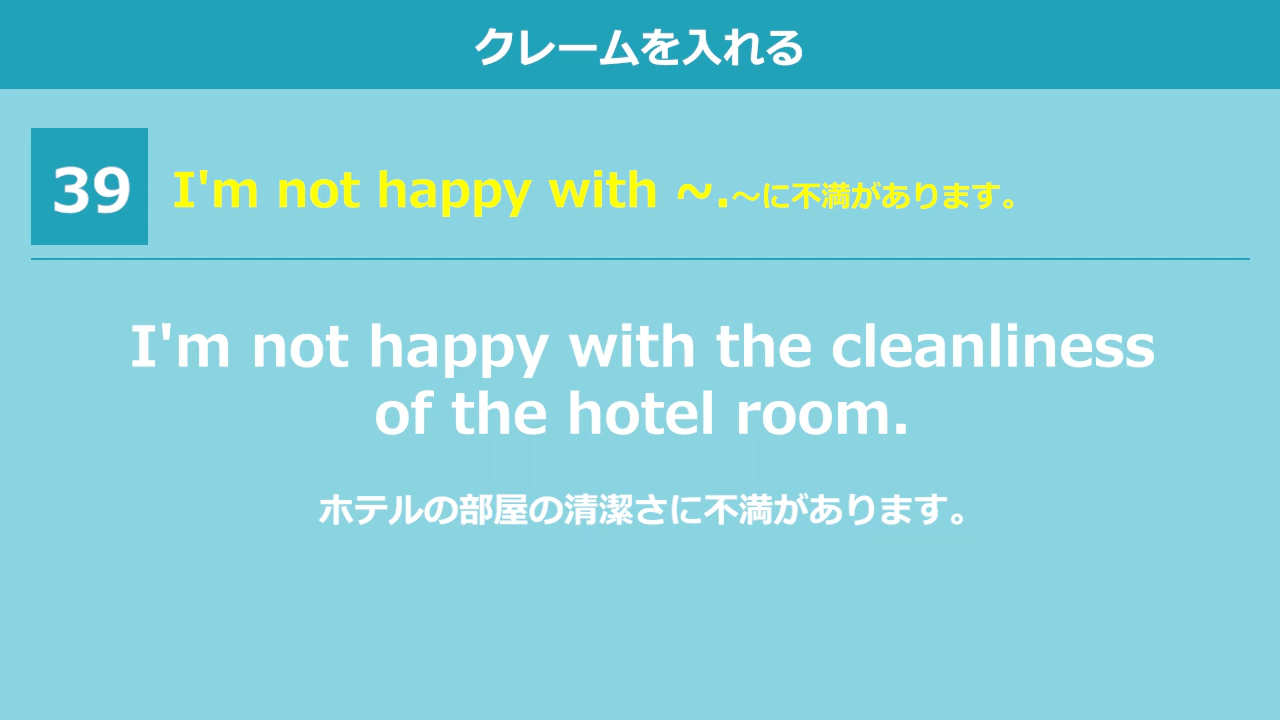 クレームを入れる
39
I'm not happy with ~.～に不満があります。
I'm not happy with the cleanliness
of the hotel room.
ホテルの部屋の清潔さに不満があります。